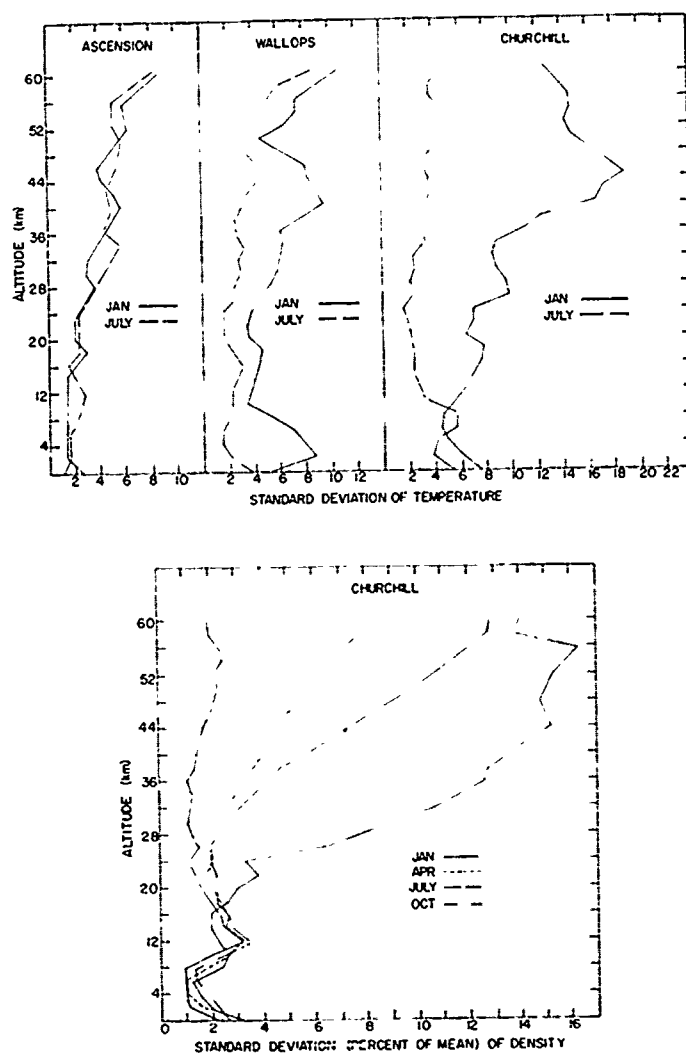 ASCENSION WALLOPS CHURCHILL
60
52
44
36
28
20
12
4
ALTITUDE (km)
JAN
JULY
JAN
JULY
JAN
JULY
2 4 6 8 10 2 4 6 8 10 12 2 4 6 8 10 12 14 16 18 20 22
STANDARD DEVIATION OF TEMPERATURE
CHURCHILL
60
52
44
36
28
20
12
4
ALTITUDE (km)
JAN
APR
JULY
OCT
0 2 4 6 8 10 12 14 16
STANDARD DEVIATION (PERCENT OF MEAN) OF DENSITY